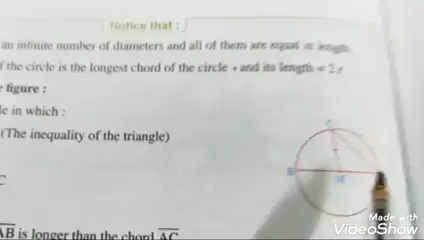 Notice that :
an infinite number of diameters and all of them are equal in length.
f the circle is the longest chord of the circle , and its length = 2 r
e figure :
le in which :
(The inequality of the triangle)
C
B
M
AB is longer than the chord AC
Made with
VideoShow